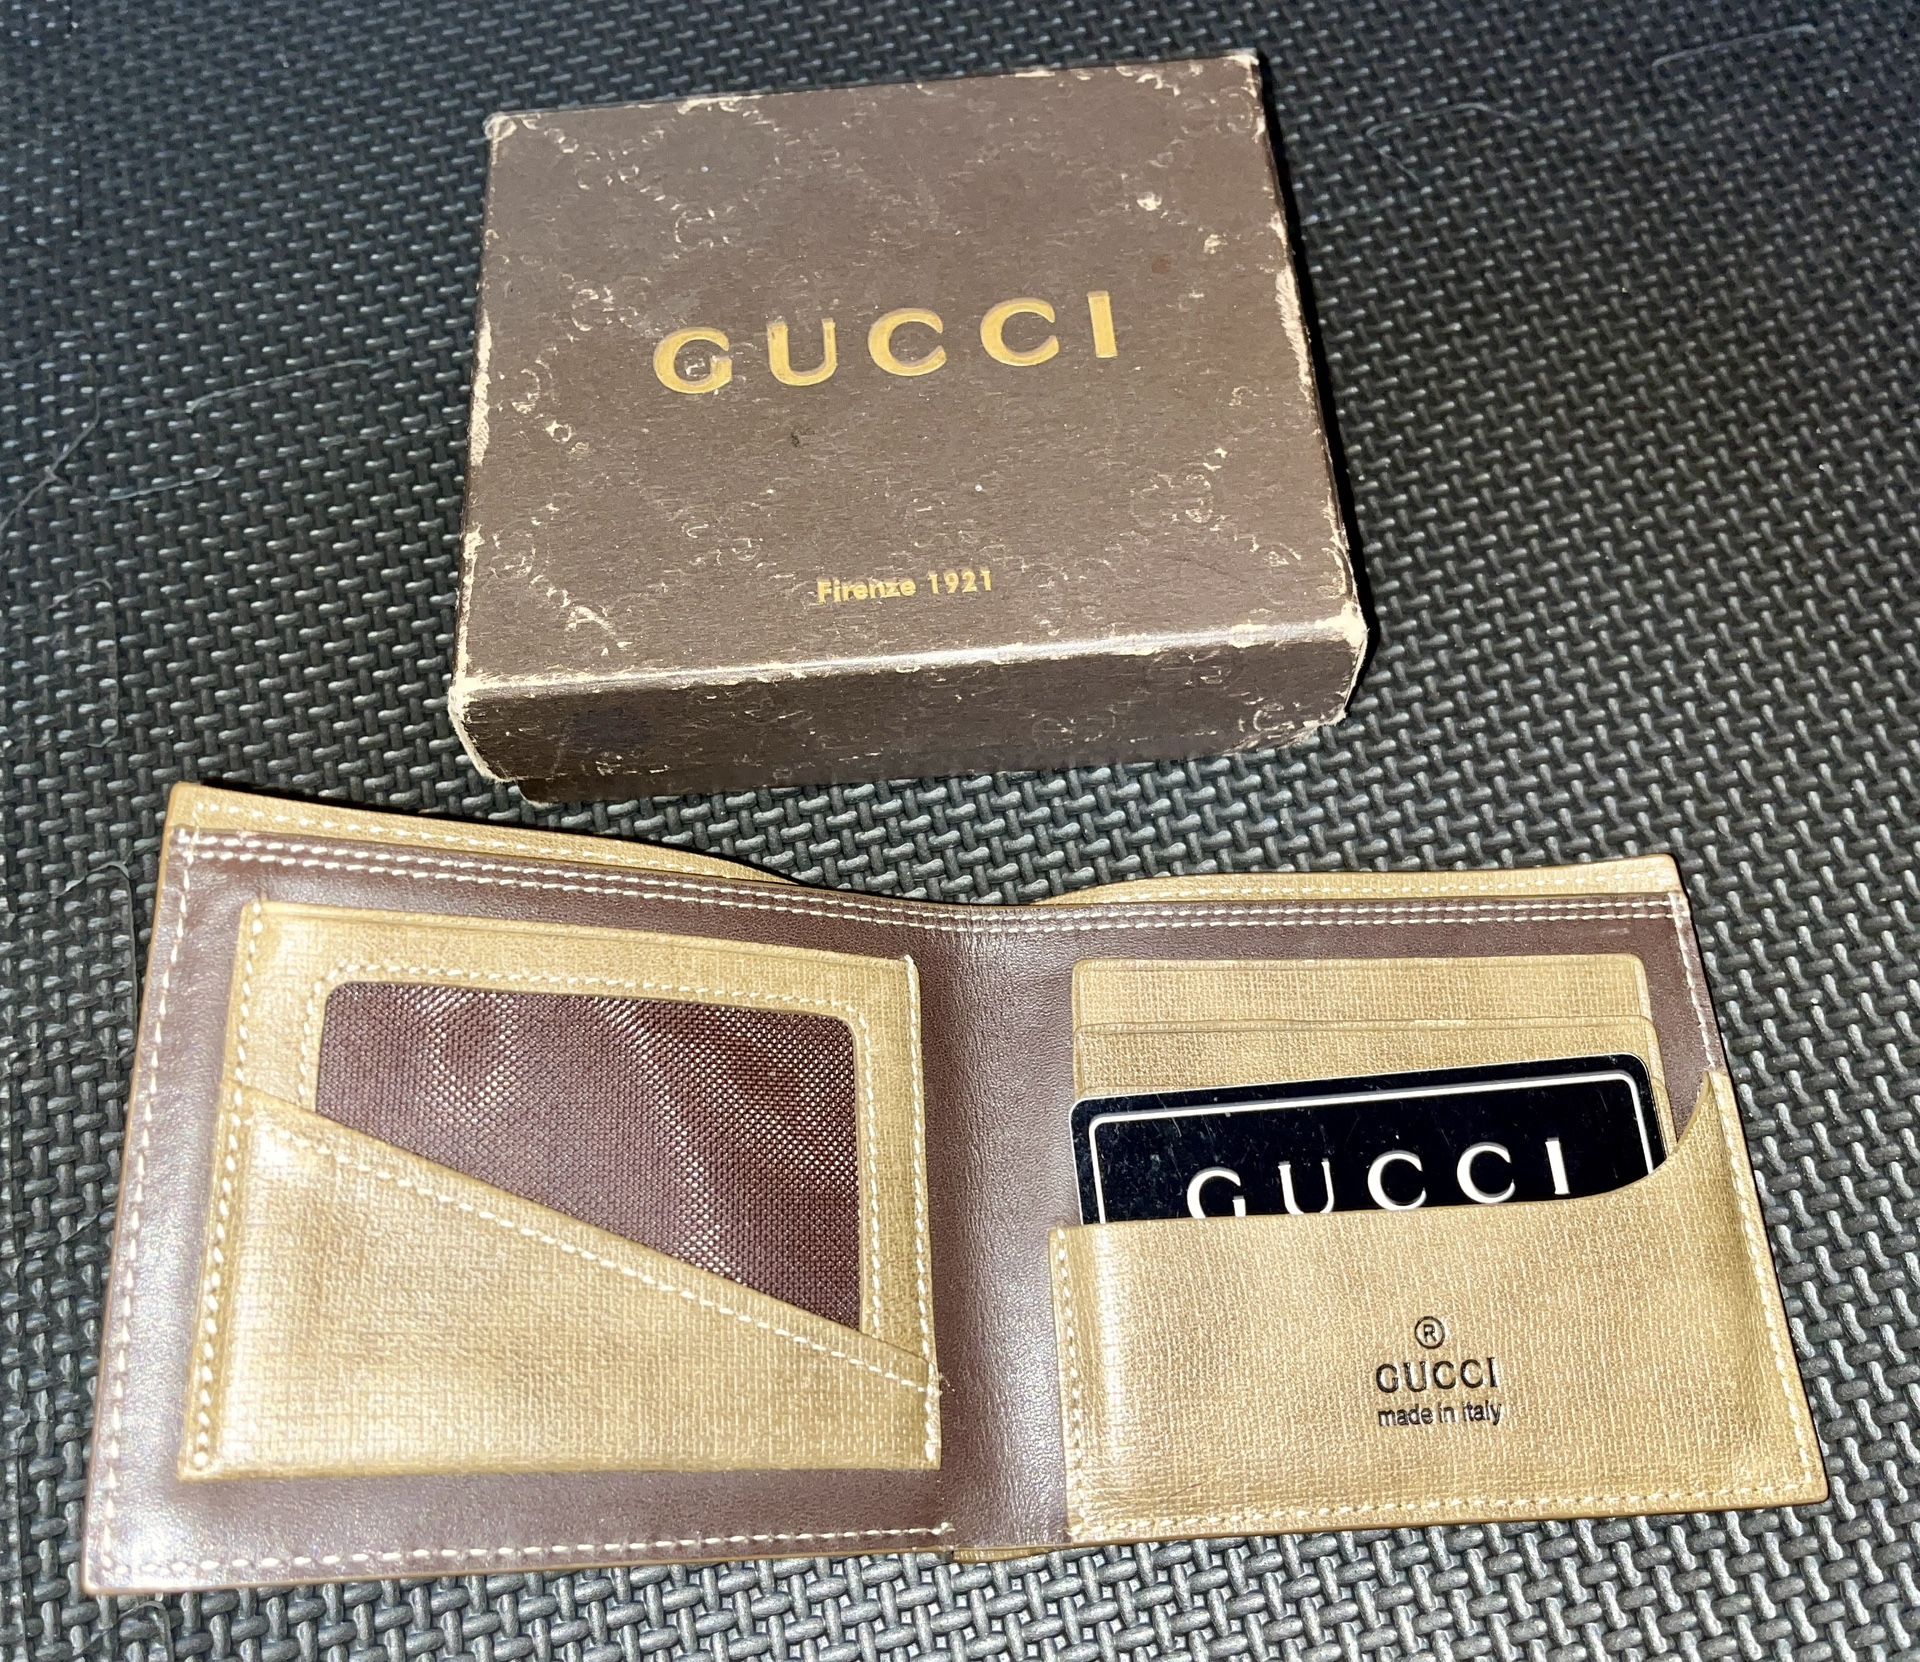 GUCCI
Firenze 1921
GUCCI
®
GUCCI
made in italy